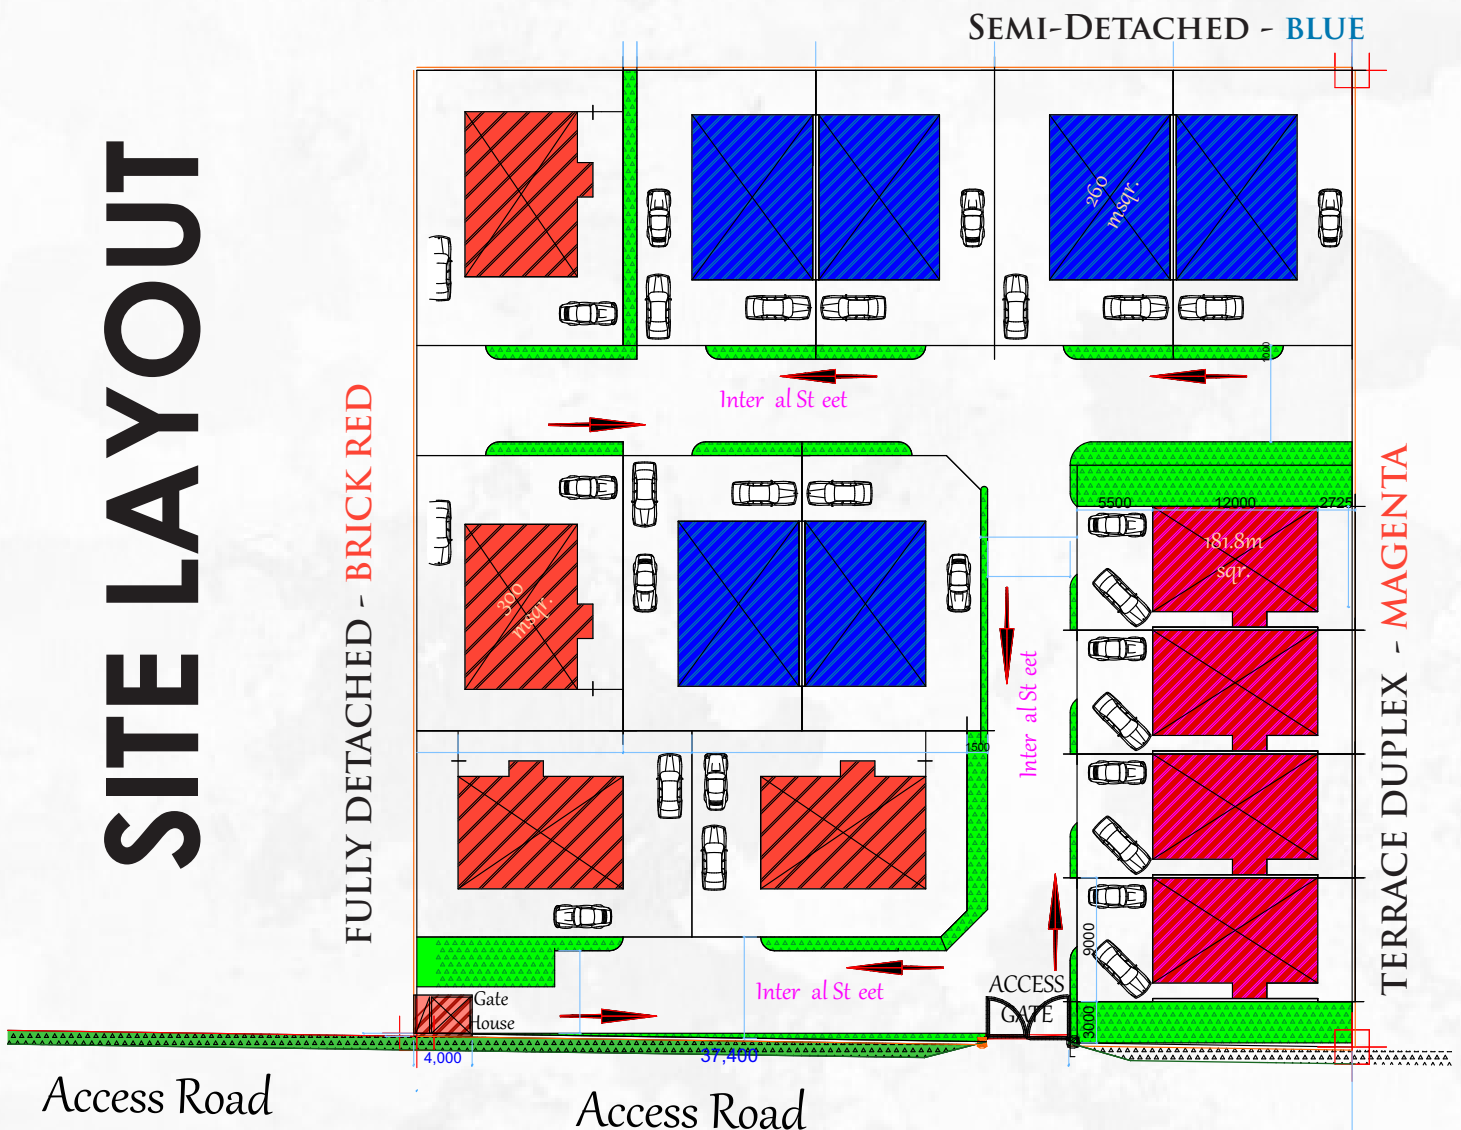 SEMI-DETACHED - BLUE
SITE LAYOUT
FULLY DETACHED - BRICK RED
TERRACE DUPLEX - MAGENTA
260
msqr.
Inter al St eet
5500
12000
2725
181.8m
sqr.
300
msqr.
Inter al St eet
1500
9000
Inter al St eet
ACCESS
GATE
Gate
House
3000
4,000
37,400
Access Road
Access Road